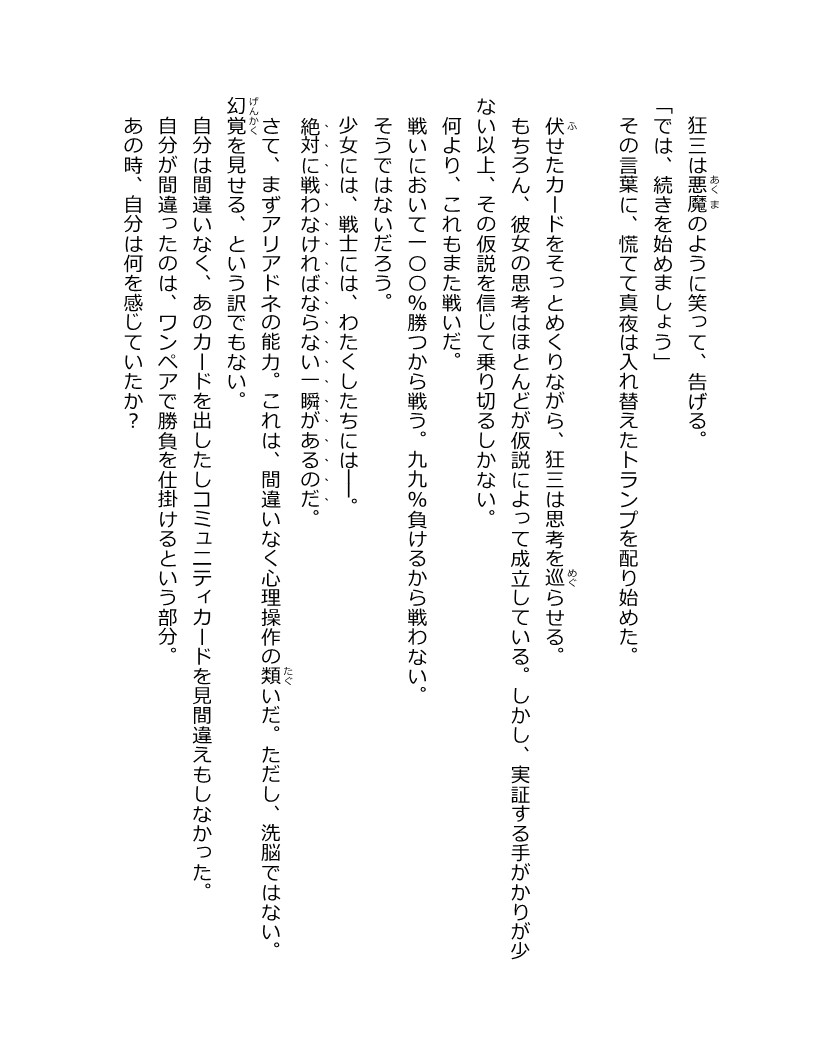 狂三は悪魔のように笑って、告げる。
「では、続きを始めましょう」
その言葉に、慌てて真夜は入れ替えたトランプを配り始めた。
伏せたカードをそっとめくりながら、狂三は思考を巡らせる。
もちろん、彼女の思考はほとんどが仮説によって成立している。しかし、実証する手がかりが少
ない以上、その仮説を信じて乗り切るしかない。
何より、これもまた戦いだ。
戦いにおいて一〇〇%勝つから戦う。九九%負けるから戦わない。
そうではないだろう。
少女には、戦士には、わたくしたちには――。
絶対に戦わなければならない一瞬があるのだ。
さて、まずアリアドネの能力。これは、間違いなく心理操作の類いだ。ただし、洗脳ではない。
幻覚を見せる、という訳でもない。
自分は間違いなく、あのカードを出したしコミュニティカードを見間違えもしなかった。
自分が間違ったのは、ワンペアで勝負を仕掛けるという部分。
あの時、自分は何を感じていたか？